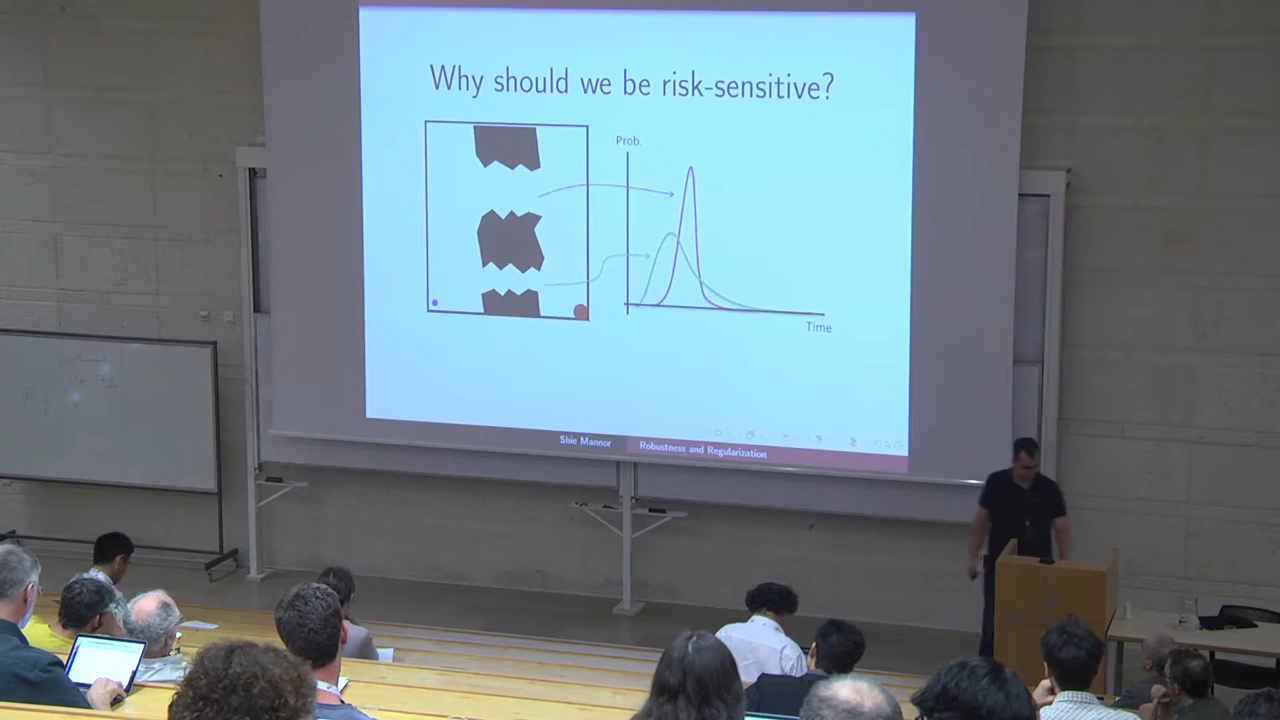 Why should we be risk-sensitive?
Prob.
Time
Shie Mannor
Robustness and Regularization